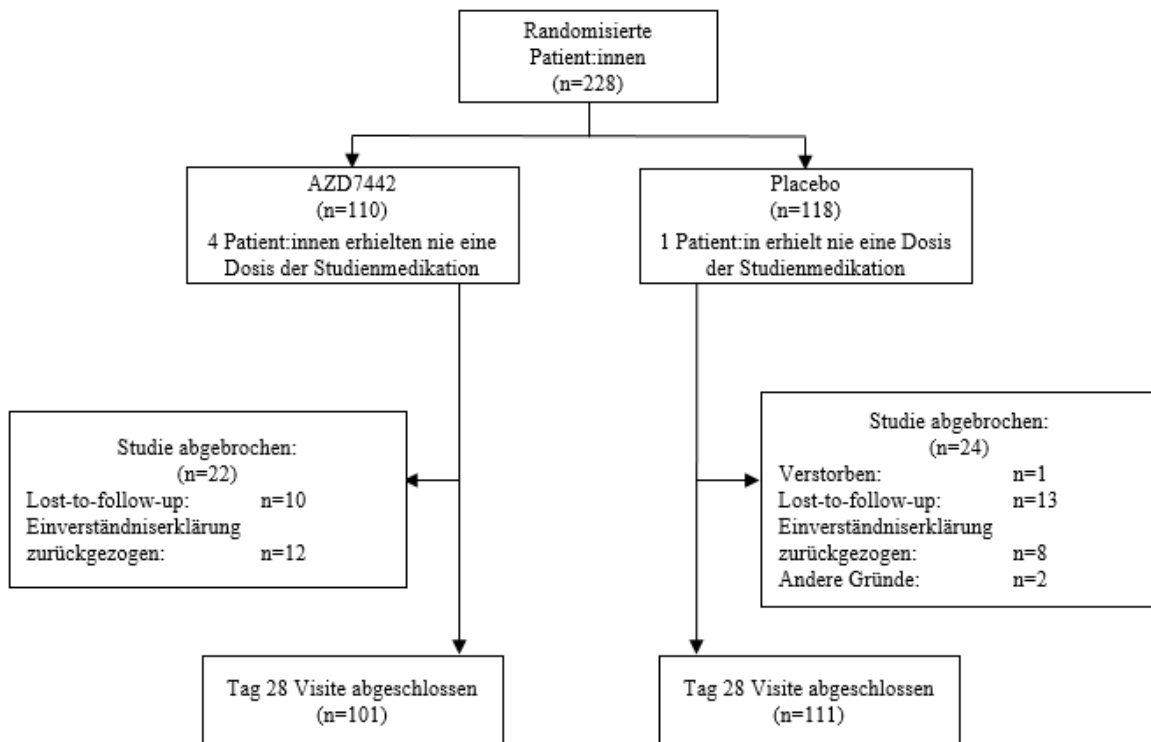 Randomisierte
Patient:innen
(n=228)
AZD7442
(n=110)
4 Patient:innen erhielten nie eine
Dosis der Studienmedikation
Placebo
(n=118)
1 Patient:in erhielt nie eine Dosis
der Studienmedikation
Studie abgebrochen:
(n=22)
Lost-to-follow-up: n=10
Einverständniserklärung
zurückgezogen: n=12
Studie abgebrochen:
(n=24)
Verstorben: n=1
Lost-to-follow-up: n=13
Einverständniserklärung
zurückgezogen: n=8
Andere Gründe: n=2
Tag 28 Visite abgeschlossen
(n=101)
Tag 28 Visite abgeschlossen
(n=111)